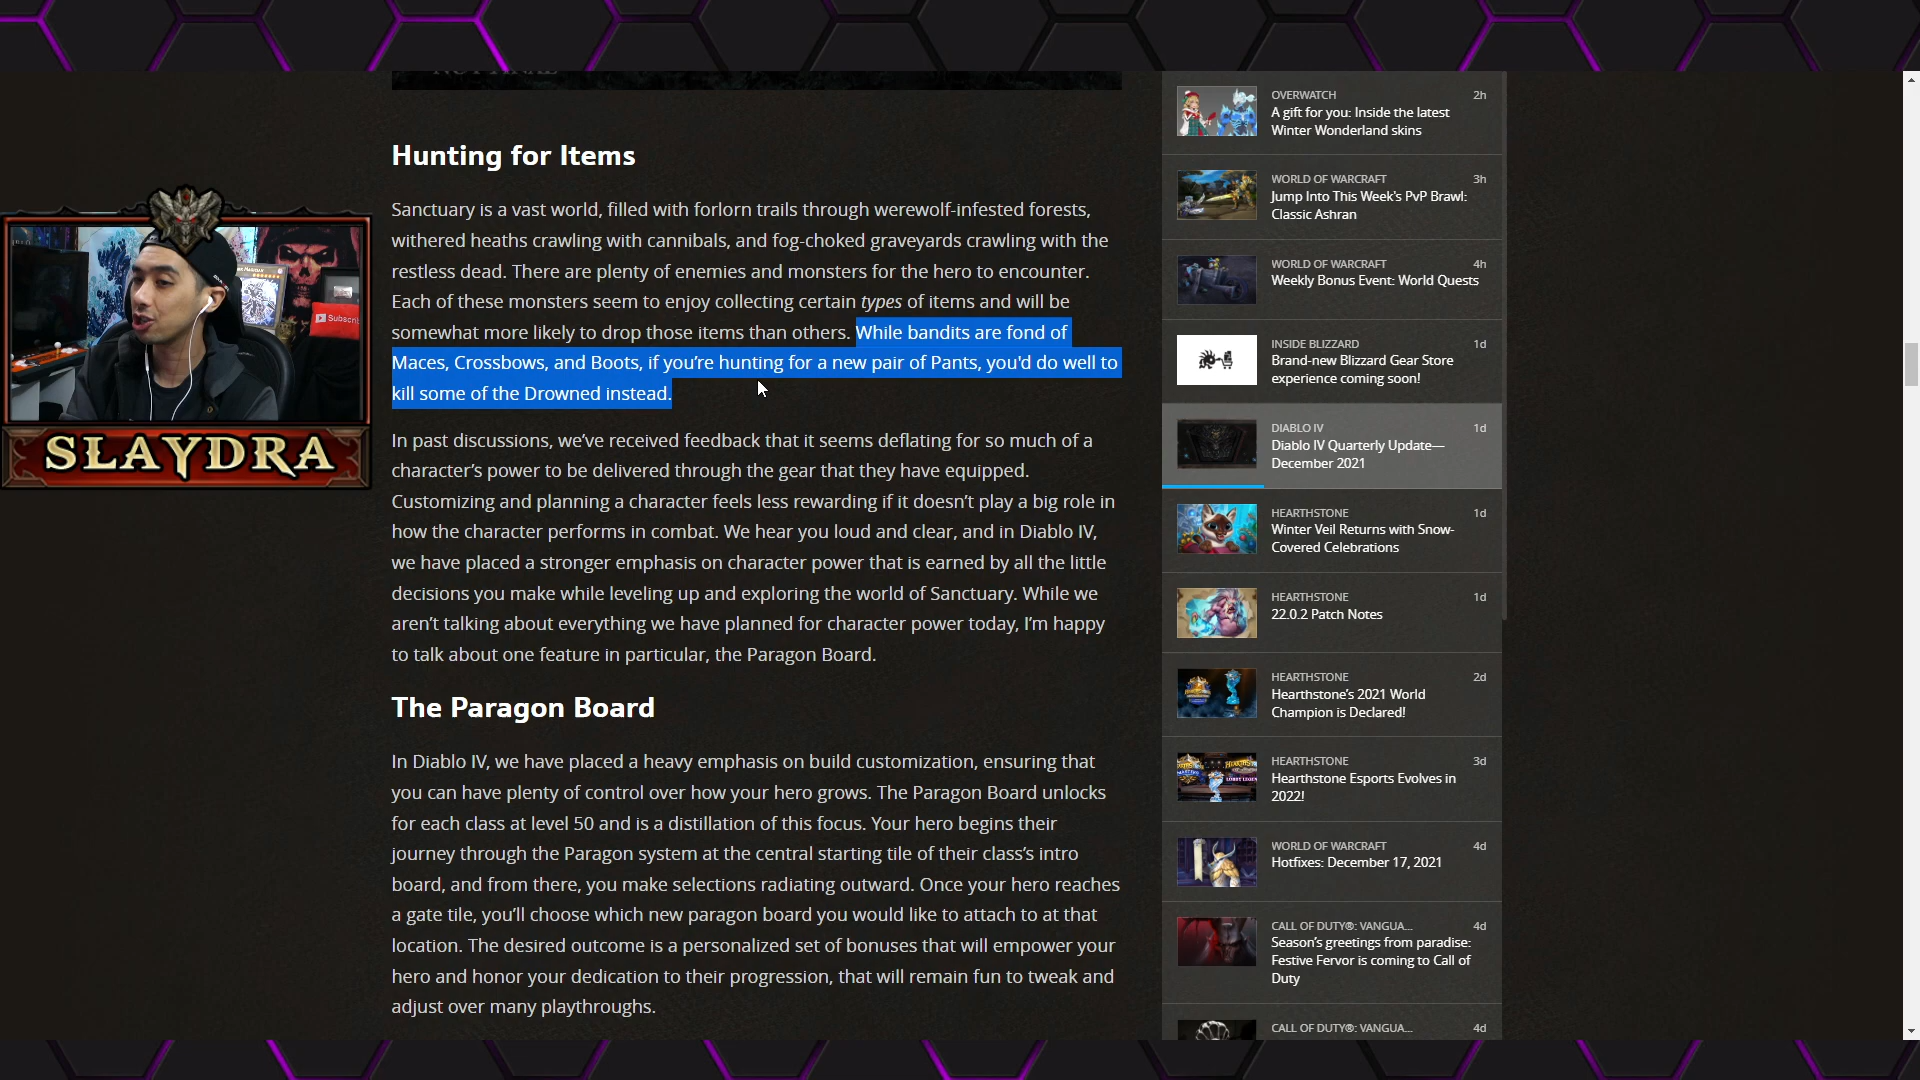 Hunting for Items
Sanctuary is a vast world, filled with forlorn trails through werewolf-infested forests,
withered heaths crawling with cannibals, and fog-choked graveyards crawling with the
restless dead. There are plenty of enemies and monsters for the hero to encounter.
Each of these monsters seem to enjoy collecting certain types of items and will be
somewhat more likely to drop those items than others. While bandits are fond of
Maces, Crossbows, and Boots, if you’re hunting for a new pair of Pants, you'd do well to
kill some of the Drowned instead.
In past discussions, we’ve received feedback that it seems deflating for so much of a
character’s power to be delivered through the gear that they have equipped.
Customizing and planning a character feels less rewarding if it doesn’t play a big role in
how the character performs in combat. We hear you loud and clear, and in Diablo IV,
we have placed a stronger emphasis on character power that is earned by all the little
decisions you make while leveling up and exploring the world of Sanctuary. While we
aren’t talking about everything we have planned for character power today, I’m happy
to talk about one feature in particular, the Paragon Board.
The Paragon Board
In Diablo IV, we have placed a heavy emphasis on build customization, ensuring that
you can have plenty of control over how your hero grows. The Paragon Board unlocks
for each class at level 50 and is a distillation of this focus. Your hero begins their
journey through the Paragon system at the central starting tile of their class’s intro
board, and from there, you make selections radiating outward. Once your hero reaches
a gate tile, you’ll choose which new paragon board you would like to attach to at that
location. The desired outcome is a personalized set of bonuses that will empower your
hero and honor your dedication to their progression, that will remain fun to tweak and
adjust over many playthroughs.
SLAYDRA
Subscri
OVERWATCH 2h
A gift for you: Inside the latest
Winter Wonderland skins
WORLD OF WARCRAFT 3h
Jump Into This Week's PvP Brawl:
Classic Ashran
WORLD OF WARCRAFT 4h
Weekly Bonus Event: World Quests
INSIDE BLIZZARD 1d
Brand-new Blizzard Gear Store
experience coming soon!
DIABLO IV 1d
Diablo IV Quarterly Update—
December 2021
HEARTHSTONE 1d
Winter Veil Returns with Snow-
Covered Celebrations
HEARTHSTONE 1d
22.0.2 Patch Notes
HEARTHSTONE 2d
Hearthstone’s 2021 World
Champion is Declared!
HEARTHSTONE 3d
Hearthstone Esports Evolves in
2022!
WORLD OF WARCRAFT 4d
Hotfixes: December 17, 2021
CALL OF DUTY®: VANGUA... 4d
Season’s greetings from paradise:
Festive Fervor is coming to Call of
Duty
CALL OF DUTY®: VANGUA... 4d